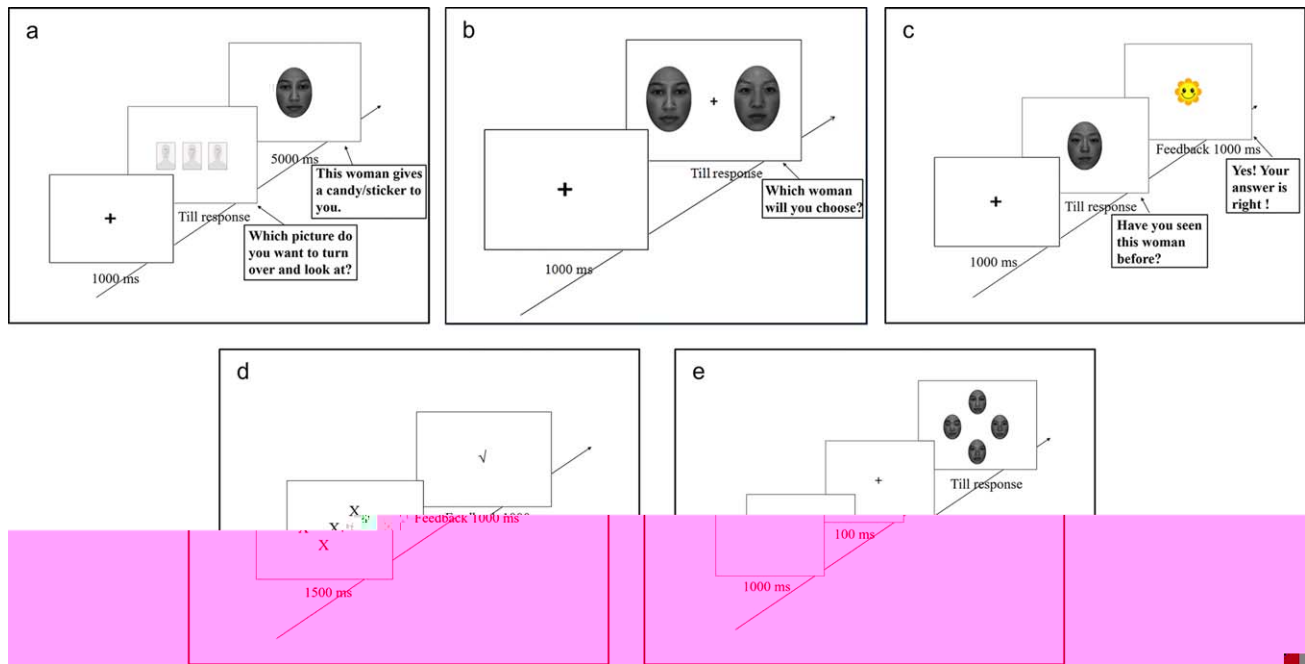 a
+
1000 ms
Till response
Which picture do
you want to turn
over and look at?
5000 ms
This woman gives
a candy/sticker to
you.
b
+
1000 ms
+
Till response
Which woman
will you choose?
c
+
1000 ms
Till response
Have you seen
this woman
before?
Feedback 1000 ms
Yes! Your
answer is
right !
d
X
X
X
1500 ms
√
Feedback 1000 ms
e
1000 ms
+
100 ms
Till response